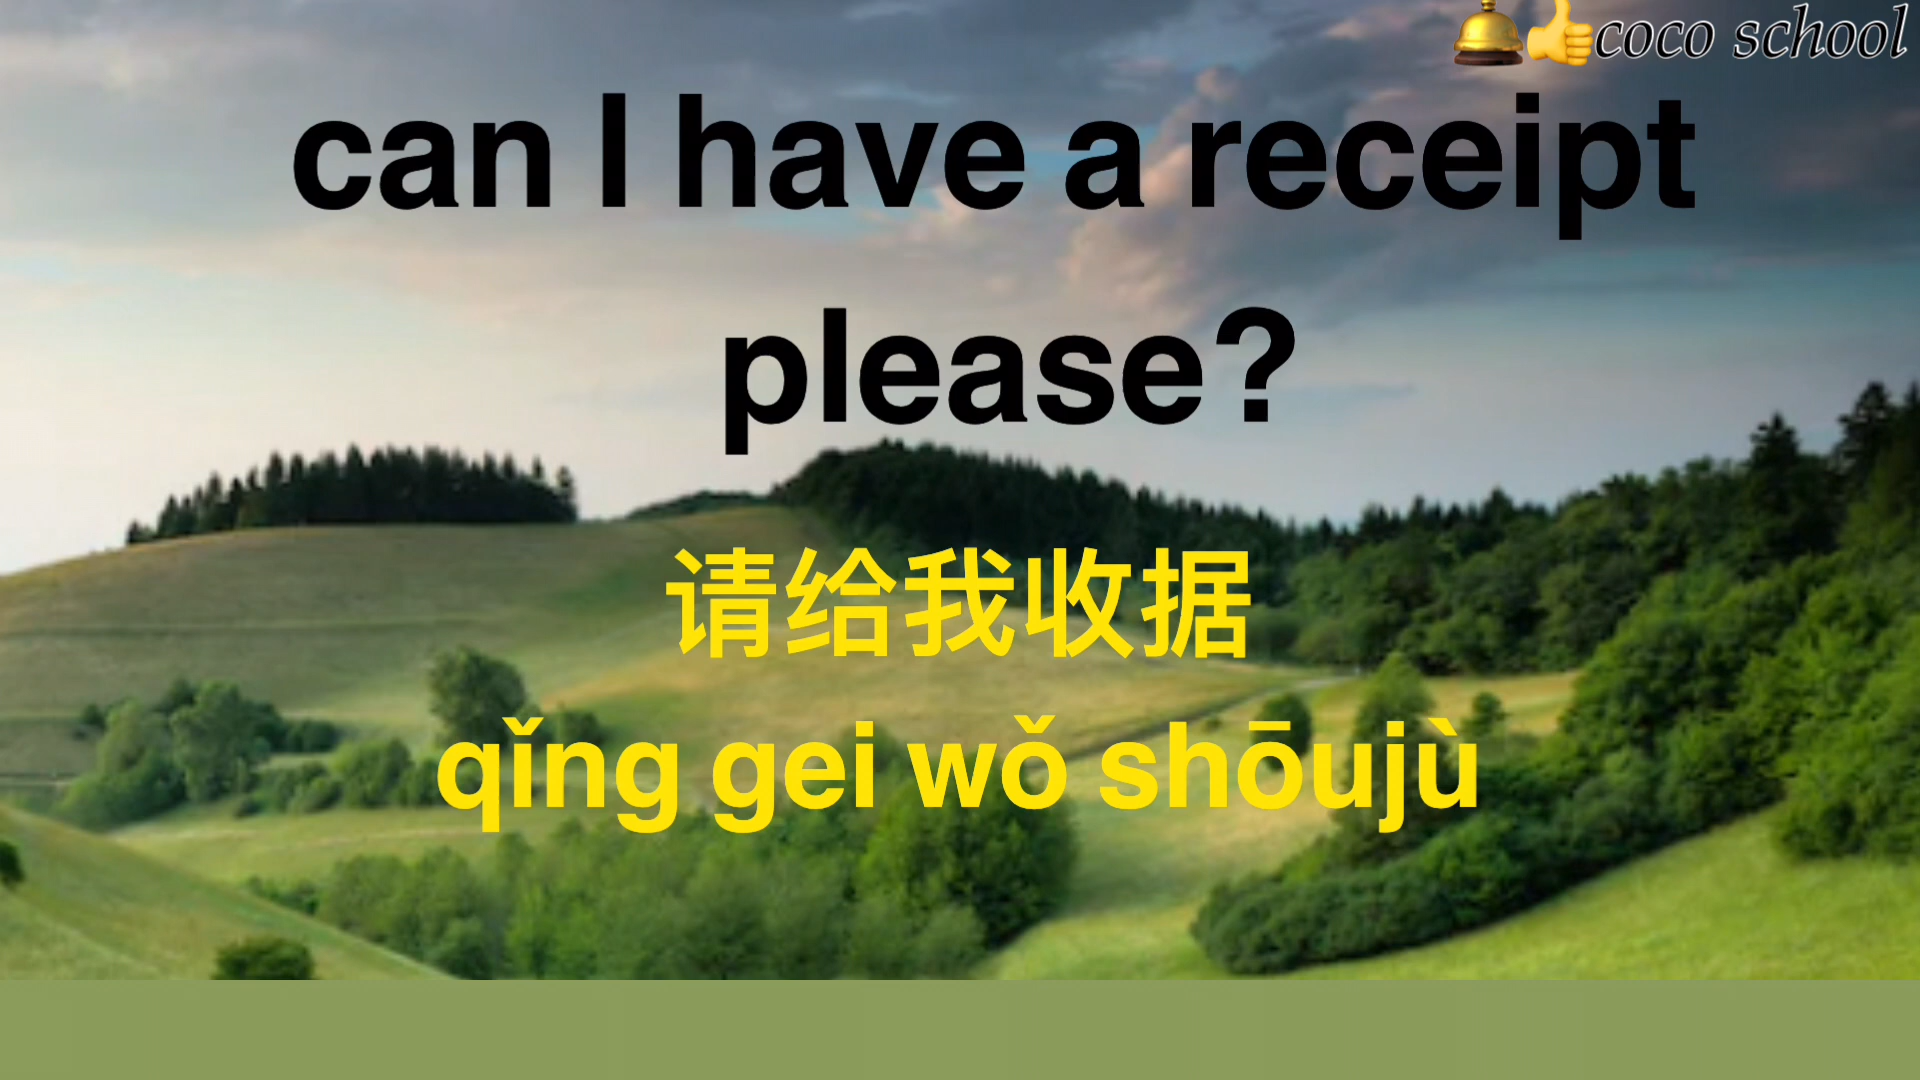 coco school
can I have a receipt
please?
请给我收据
qǐng gei wǒ shōujù